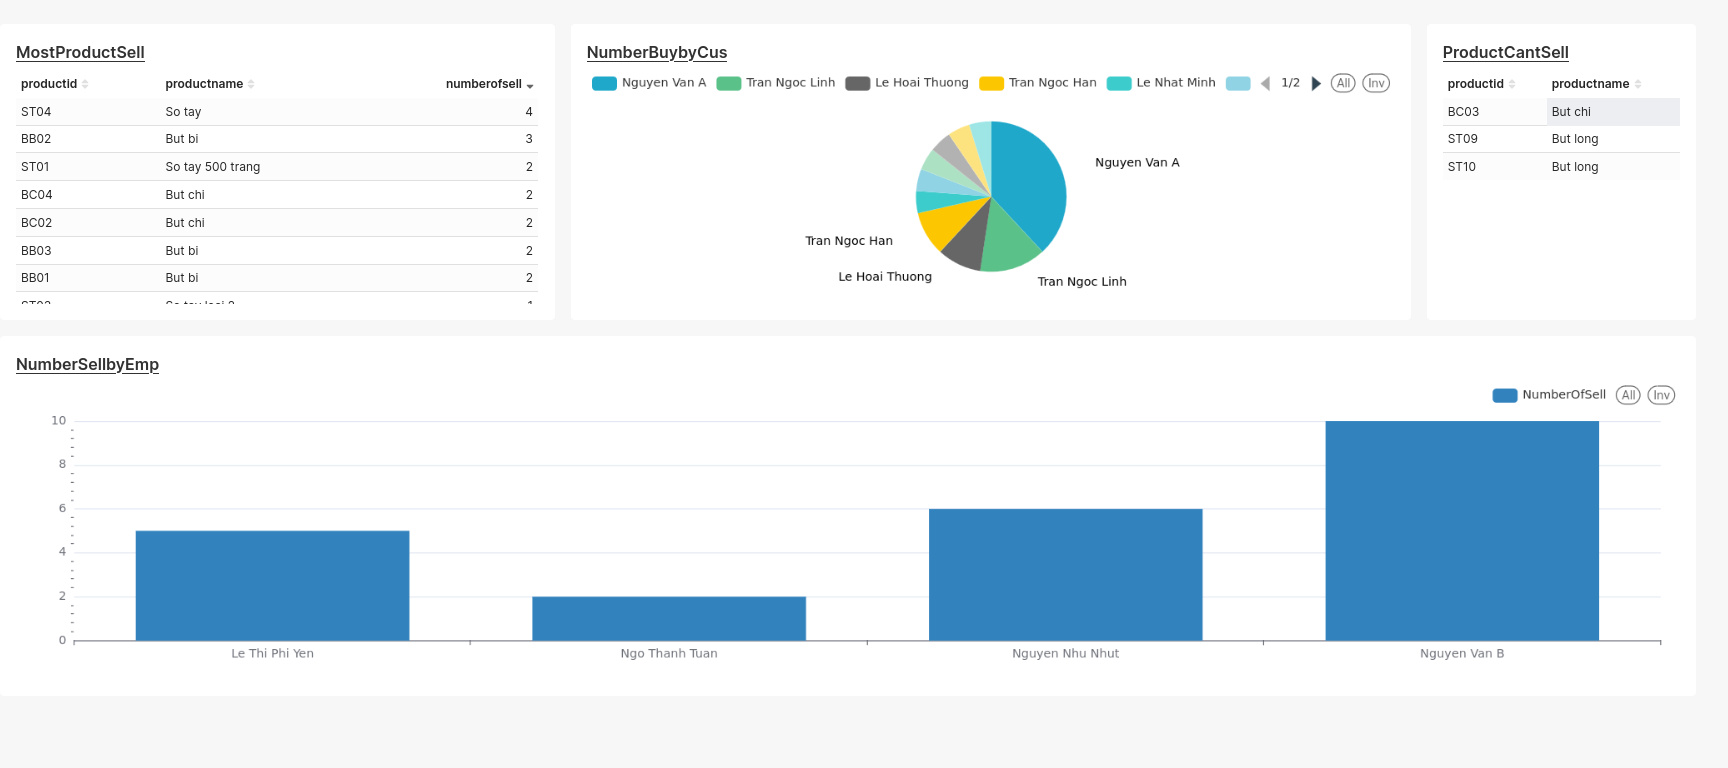 MostProductSell
productid productname numberofsell
ST04 So tay 4
BB02 But bi 3
ST01 So tay 500 trang 2
BC04 But chi 2
BC02 But chi 2
BB03 But bi 2
BB01 But bi 2
NumberBuybyCus
Nguyen Van A Tran Ngoc Linh Le Hoai Thuong Tran Ngoc Han Le Nhat Minh 1/2 All Inv
Nguyen Van A
Tran Ngoc Han
Le Hoai Thuong
Tran Ngoc Linh
ProductCantSell
productid productname
BC03 But chi
ST09 But long
ST10 But long
NumberSellbyEmp
NumberOfSell All Inv
10
8
6
4
2
0
Le Thi Phi Yen Ngo Thanh Tuan Nguyen Nhu Nhut Nguyen Van B